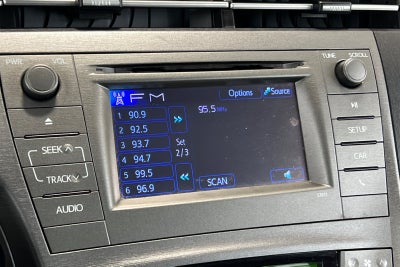 PWR VOL
TUNE SCROLL
FM
Options Source
1 90.9
2 92.5
3 93.7
4 94.7
5 99.5
6 96.9
95.5 MHz
Set
2/3
SCAN
SEEK
TRACK
AUDIO
SETUP
CAR